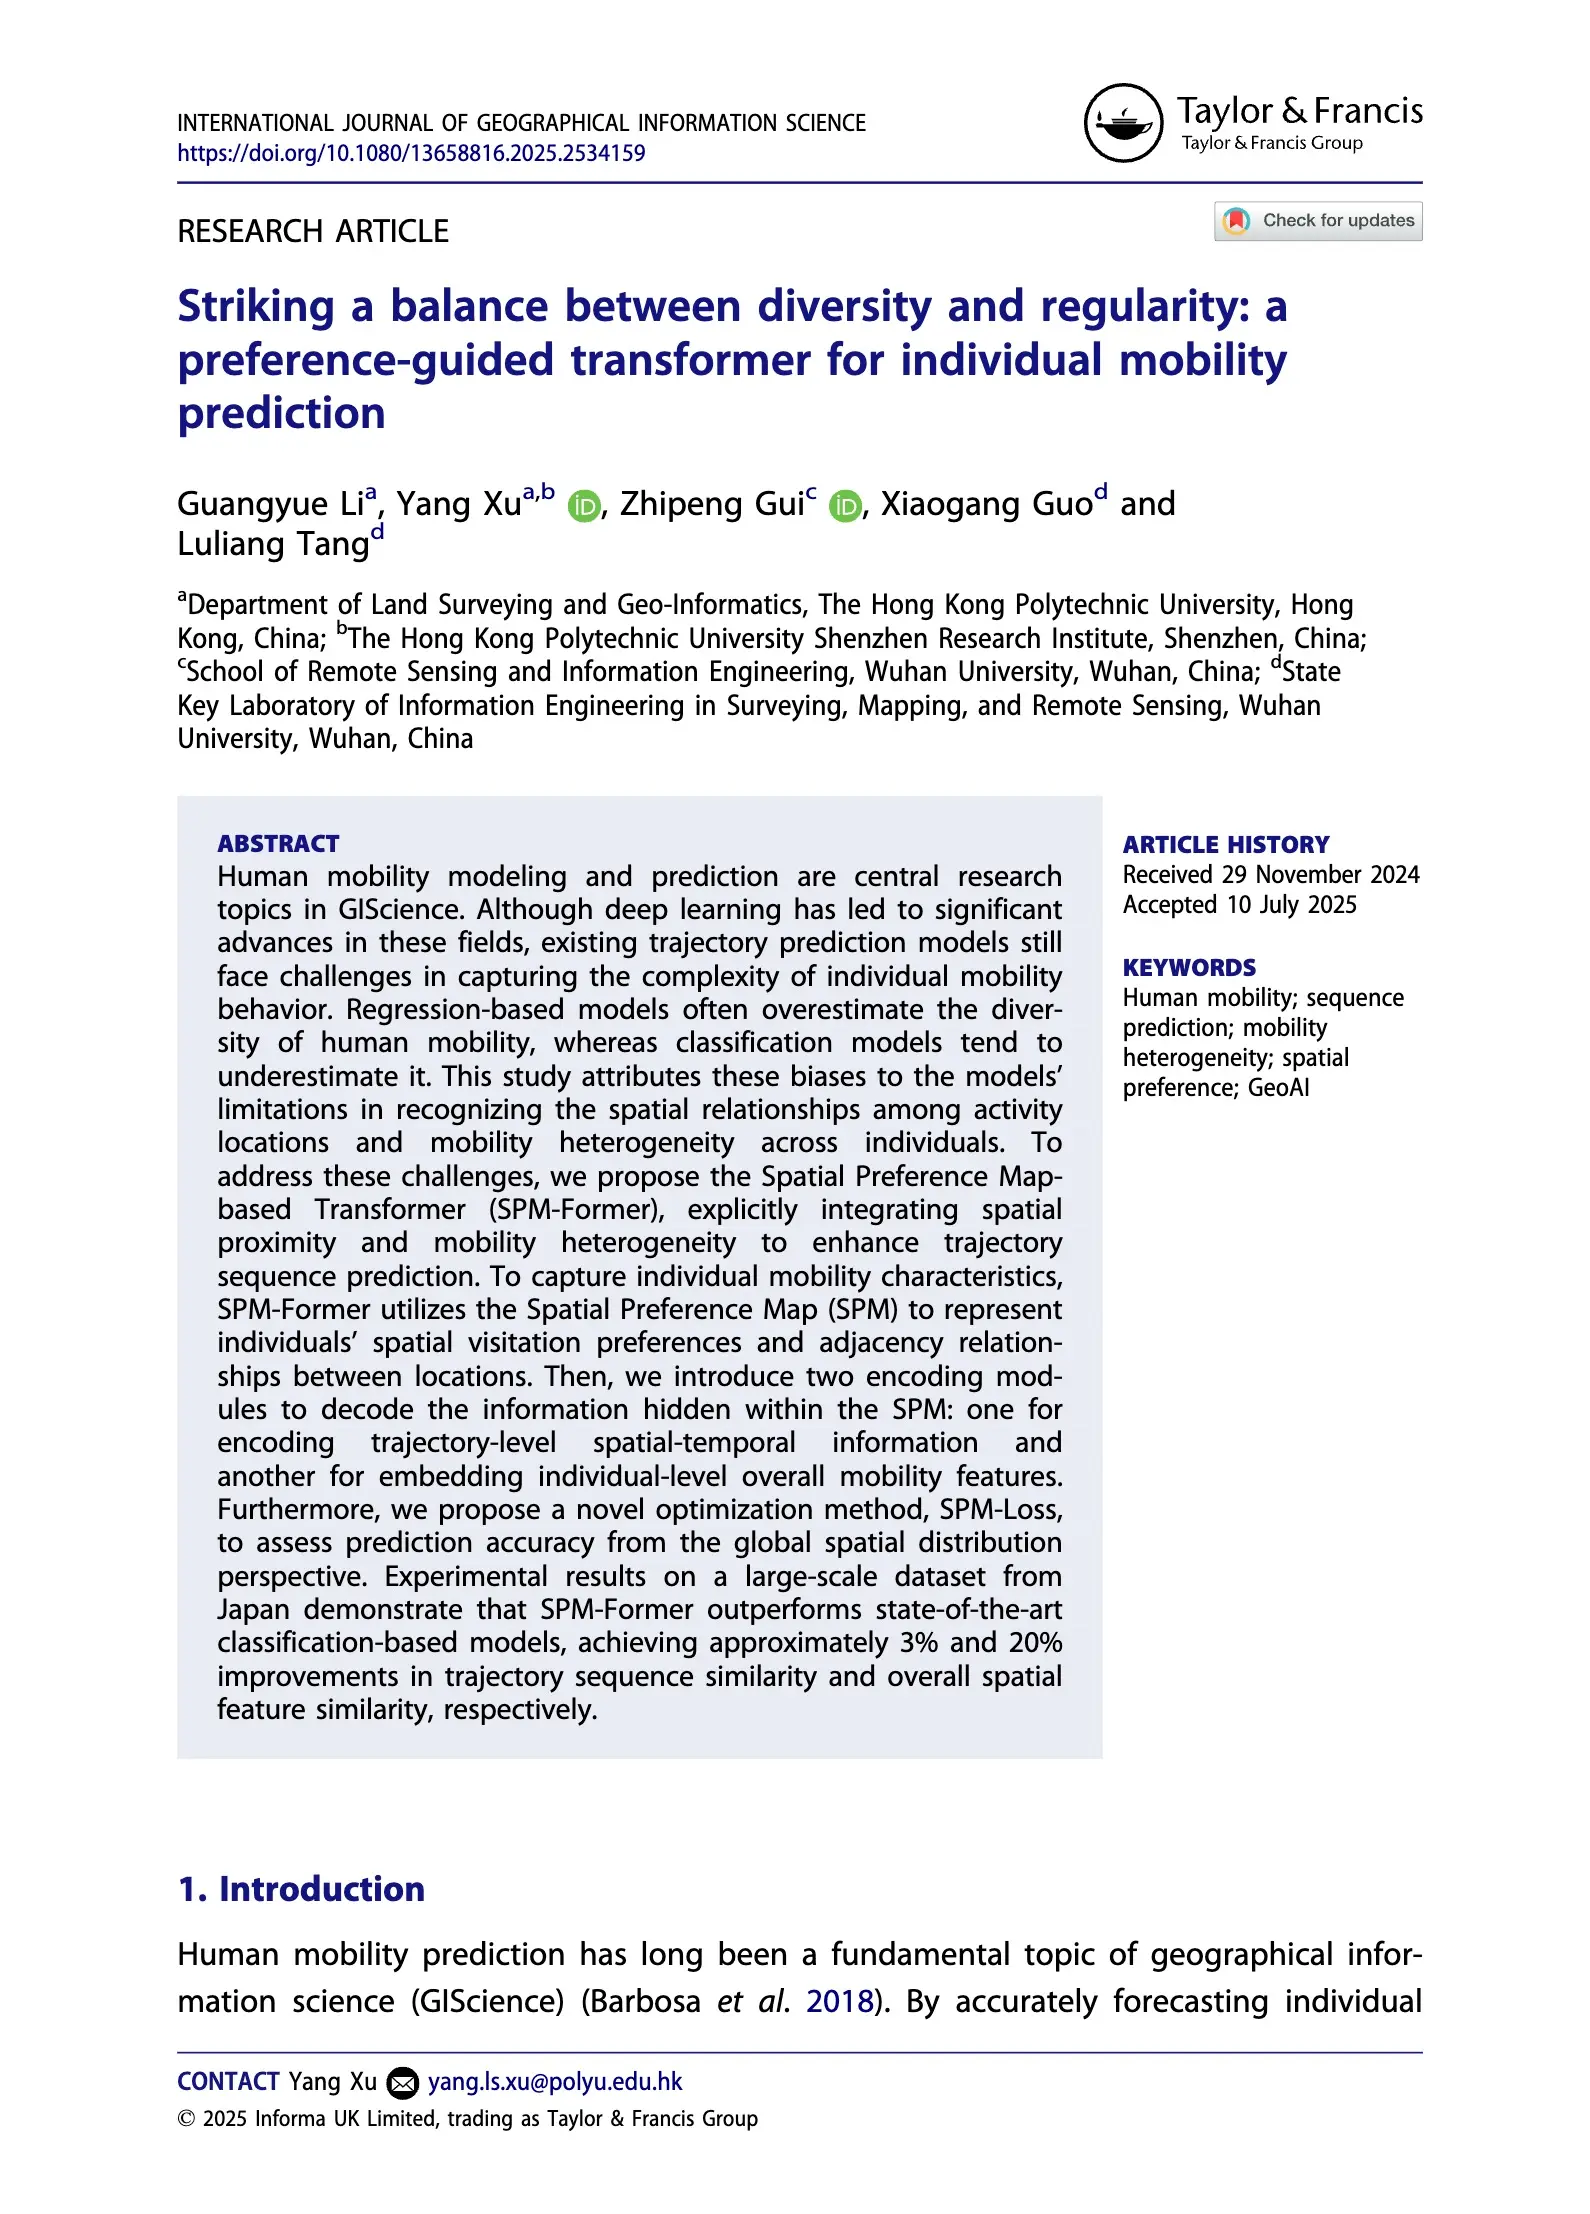 INTERNATIONAL JOURNAL OF GEOGRAPHICAL INFORMATION SCIENCE
https://doi.org/10.1080/13658816.2025.2534159
Taylor & Francis
Taylor & Francis Group
RESEARCH ARTICLE
Check for updates
Striking a balance between diversity and regularity: a
preference-guided transformer for individual mobility
prediction
Guangyue Liᵃ, Yang Xuᵃ,ᵇ iD, Zhipeng Guiᶜ iD, Xiaogang Guoᵈ and
Luliang Tangᵈ
ᵃDepartment of Land Surveying and Geo-Informatics, The Hong Kong Polytechnic University, Hong
Kong, China; ᵇThe Hong Kong Polytechnic University Shenzhen Research Institute, Shenzhen, China;
ᶜSchool of Remote Sensing and Information Engineering, Wuhan University, Wuhan, China; ᵈState
Key Laboratory of Information Engineering in Surveying, Mapping, and Remote Sensing, Wuhan
University, Wuhan, China
ABSTRACT
Human mobility modeling and prediction are central research
topics in GIScience. Although deep learning has led to significant
advances in these fields, existing trajectory prediction models still
face challenges in capturing the complexity of individual mobility
behavior. Regression-based models often overestimate the diver-
sity of human mobility, whereas classification models tend to
underestimate it. This study attributes these biases to the models’
limitations in recognizing the spatial relationships among activity
locations and mobility heterogeneity across individuals. To
address these challenges, we propose the Spatial Preference Map-
based Transformer (SPM-Former), explicitly integrating spatial
proximity and mobility heterogeneity to enhance trajectory
sequence prediction. To capture individual mobility characteristics,
SPM-Former utilizes the Spatial Preference Map (SPM) to represent
individuals’ spatial visitation preferences and adjacency relation-
ships between locations. Then, we introduce two encoding mod-
ules to decode the information hidden within the SPM: one for
encoding trajectory-level spatial-temporal information and
another for embedding individual-level overall mobility features.
Furthermore, we propose a novel optimization method, SPM-Loss,
to assess prediction accuracy from the global spatial distribution
perspective. Experimental results on a large-scale dataset from
Japan demonstrate that SPM-Former outperforms state-of-the-art
classification-based models, achieving approximately 3% and 20%
improvements in trajectory sequence similarity and overall spatial
feature similarity, respectively.
ARTICLE HISTORY
Received 29 November 2024
Accepted 10 July 2025
KEYWORDS
Human mobility; sequence
prediction; mobility
heterogeneity; spatial
preference; GeoAI
1. Introduction
Human mobility prediction has long been a fundamental topic of geographical infor-
mation science (GIScience) (Barbosa et al. 2018). By accurately forecasting individual
CONTACT Yang Xu yang.ls.xu@polyu.edu.hk
© 2025 Informa UK Limited, trading as Taylor & Francis Group